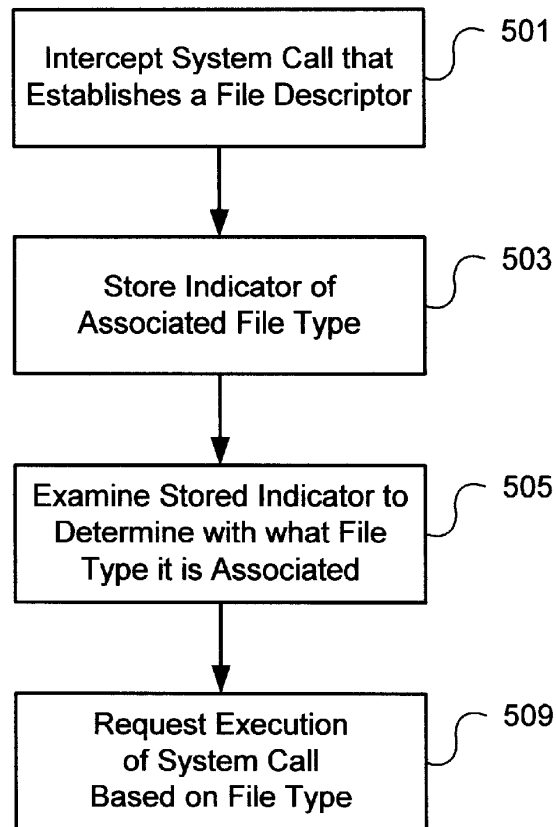 501
Intercept System Call that
Establishes a File Descriptor
503
Store Indicator of
Associated File Type
505
Examine Stored Indicator to
Determine with what File
Type it is Associated
509
Request Execution
of System Call
Based on File Type